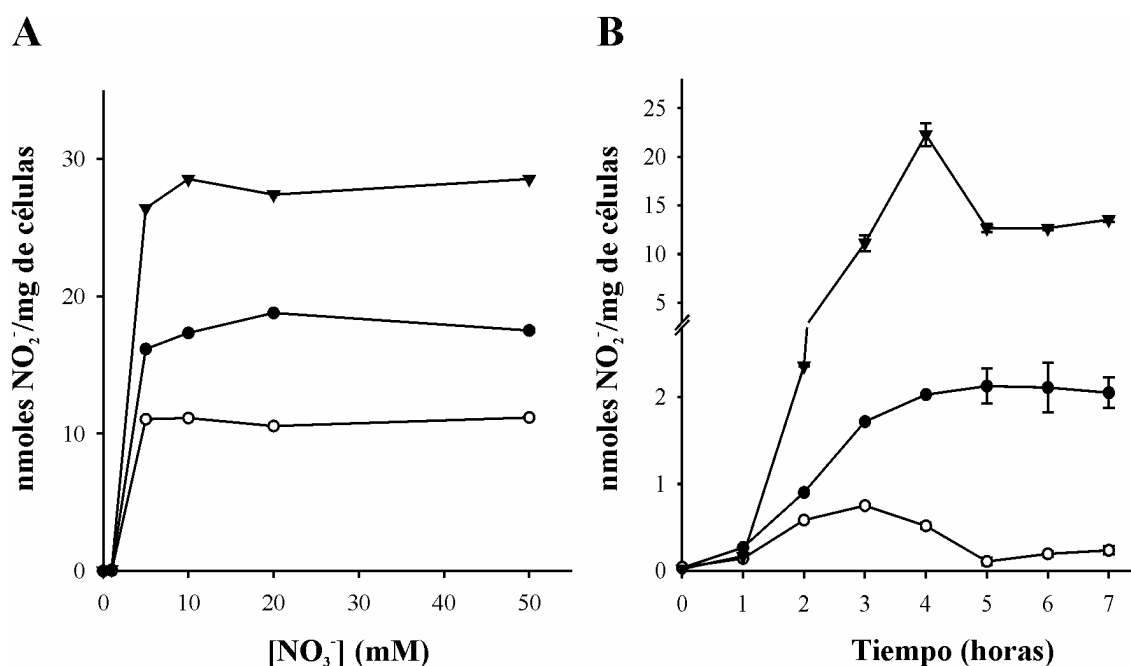 A
nmoles NO₂⁻/mg de células
30
20
10
0
0 10 20 30 40 50
[NO₃⁻] (mM)
B
nmoles NO₂⁻/mg de células
25
20
15
10
5
2
1
0
0 1 2 3 4 5 6 7
Tiempo (horas)